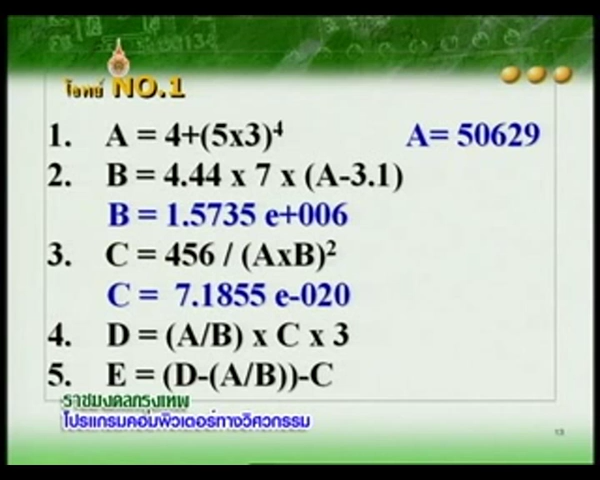 โจทย์ NO.1
1. A = 4+(5x3)⁴ A= 50629
2. B = 4.44 x 7 x (A-3.1)
B = 1.5735 e+006
3. C = 456 / (AxB)²
C = 7.1855 e-020
4. D = (A/B) x C x 3
5. E = (D-(A/B))-C
ราชมงคลกรุงเทพ
โปรแกรมคอมพิวเตอร์ทางวิศวกรรม
13